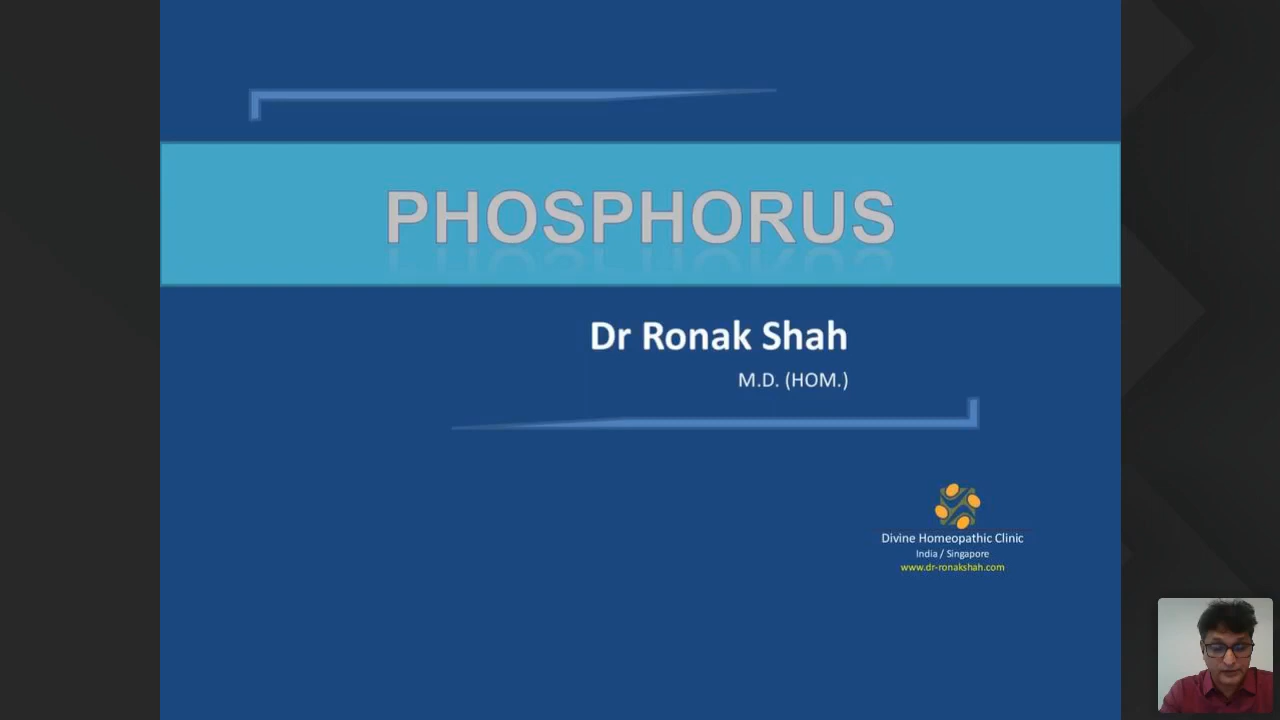 PHOSPHORUS
Dr Ronak Shah
M.D. (HOM.)
Divine Homeopathic Clinic
India / Singapore
www.dr-ronakshah.com